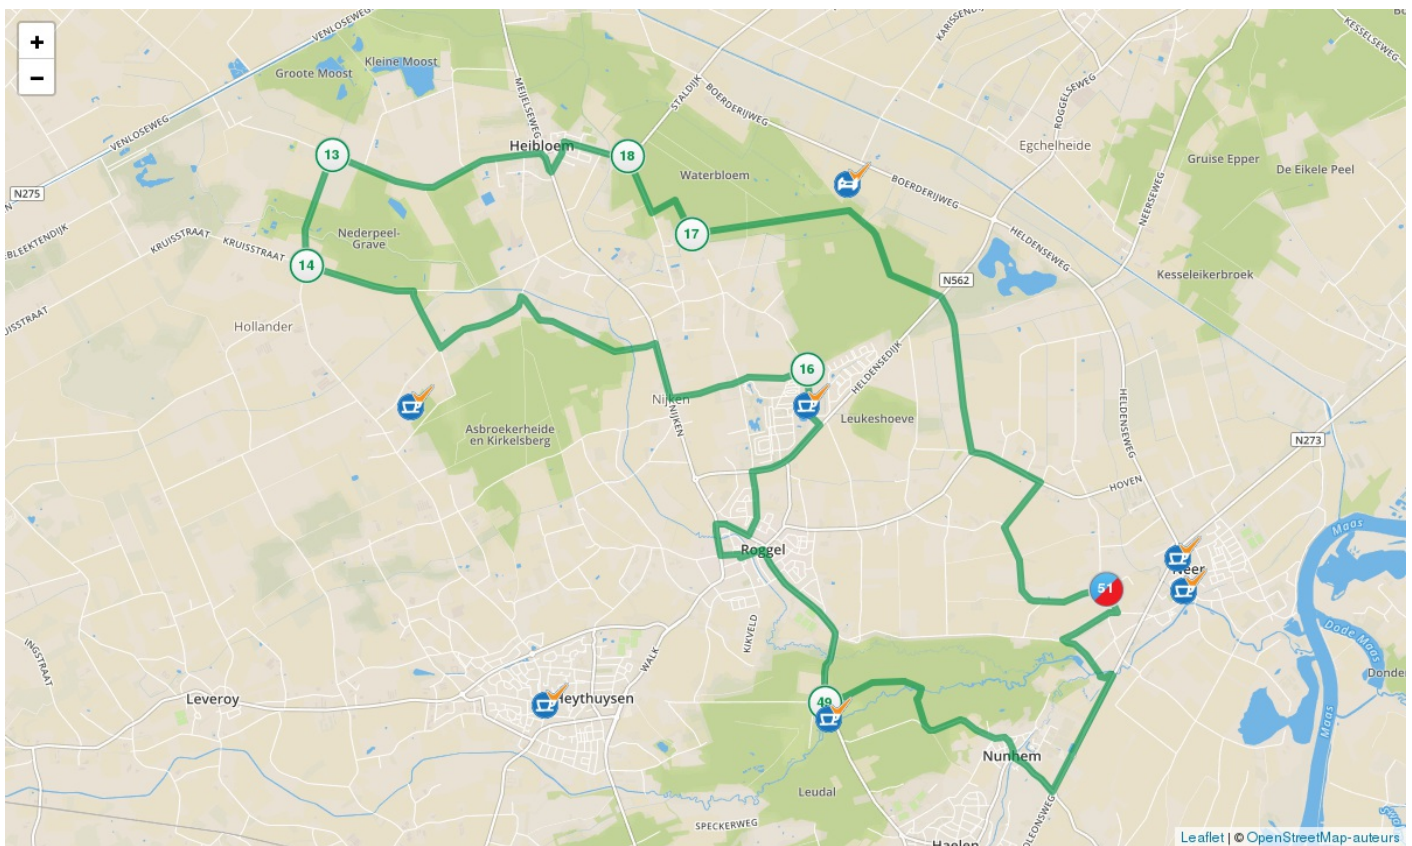 +
−
VENLOSEWEG
Groote Moost
Kleine Moost
MEIJELSEWEG
STALDIJK
BOERDERIJWEG
ROGGELSEWEG
KESSELSEWEG
VENLOSEWEG
13
Heibloem
18
Egchelheide
Gruise Epper
De Eikele Peel
Waterbloem
N275
BOERDERIJWEG
NEERSEWEG
BLEEKTENDIJK
KRUISSTRAAT
KRUISSTRAAT
Nederpeel-
Grave
17
HELDENSEWEG
14
N562
Kesseleikerbroek
Hollander
16
HELDENSEDIJK
Nijken
NIJKEN
Leukeshoeve
HELDENSEWEG
Asbroekerheide
en Kirkelsberg
N273
HOVEN
Maas
Roggel
Neer
51
KIKVELD
Dode Maas
WALK
INGSTRAAT
Leveroy
Heythuysen
49
Maas
Nunhem
Leudal
SPECKERWEG
Haelen
Leaflet | © OpenStreetMap-auteurs